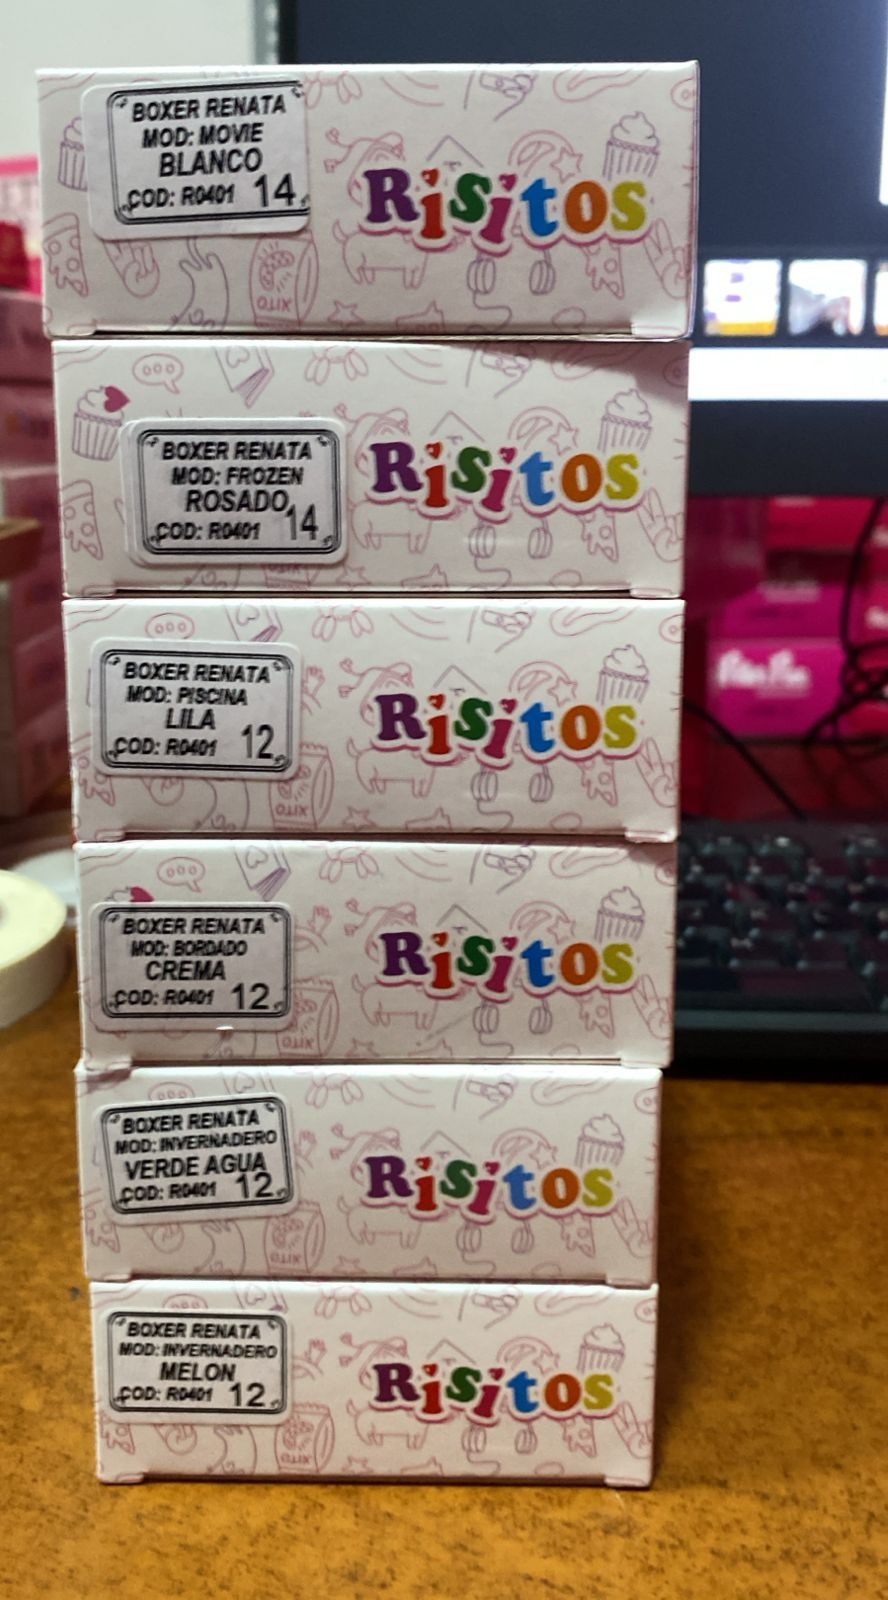 BOXER RENATA
MOD: MOVIE
BLANCO
COD: R0401 14
Risitos
BOXER RENATA
MOD: FROZEN
ROSADO
COD: R0401 14
Risitos
BOXER RENATA
MOD: PISCINA
LILA
COD: R0401 12
Risitos
BOXER RENATA
MOD: BORDADO
CREMA
COD: R0401 12
Risitos
BOXER RENATA
MOD: INVERNADERO
VERDE AGUA
COD: R0401 12
Risitos
BOXER RENATA
MOD: INVERNADERO
MELON
COD: R0401 12
Risitos